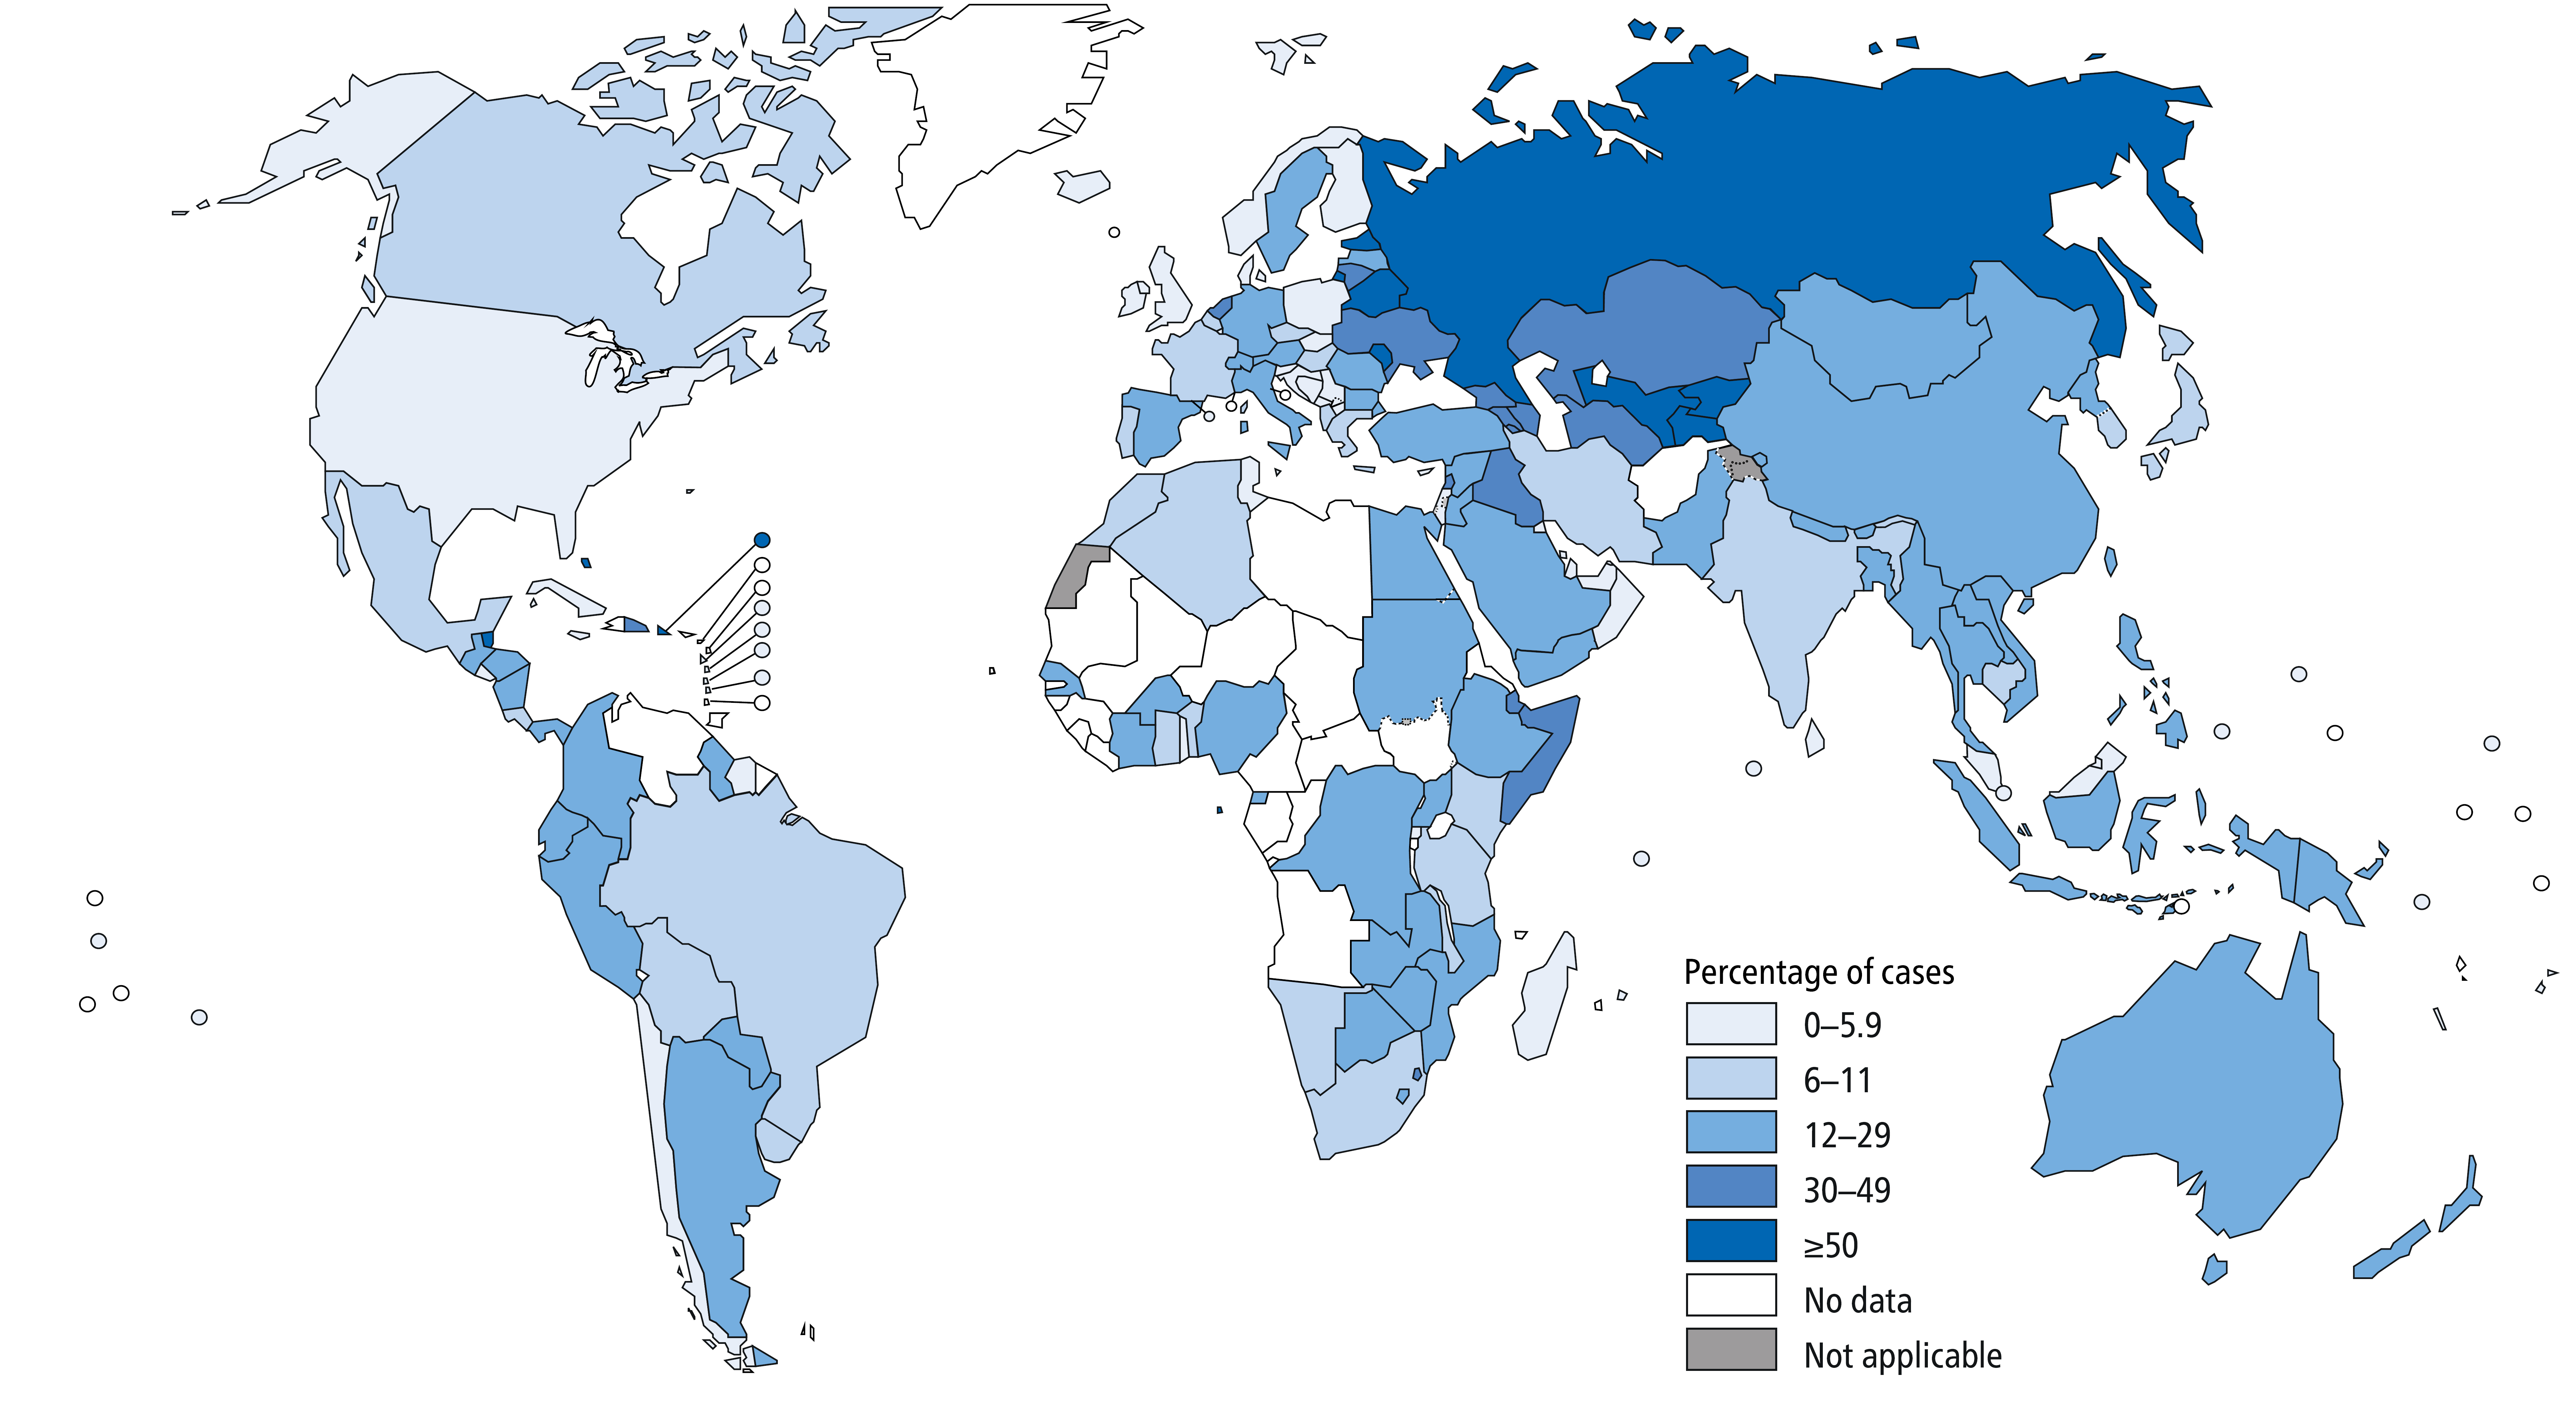 Percentage of cases
0–5.9
6–11
12–29
30–49
≥50
No data
Not applicable